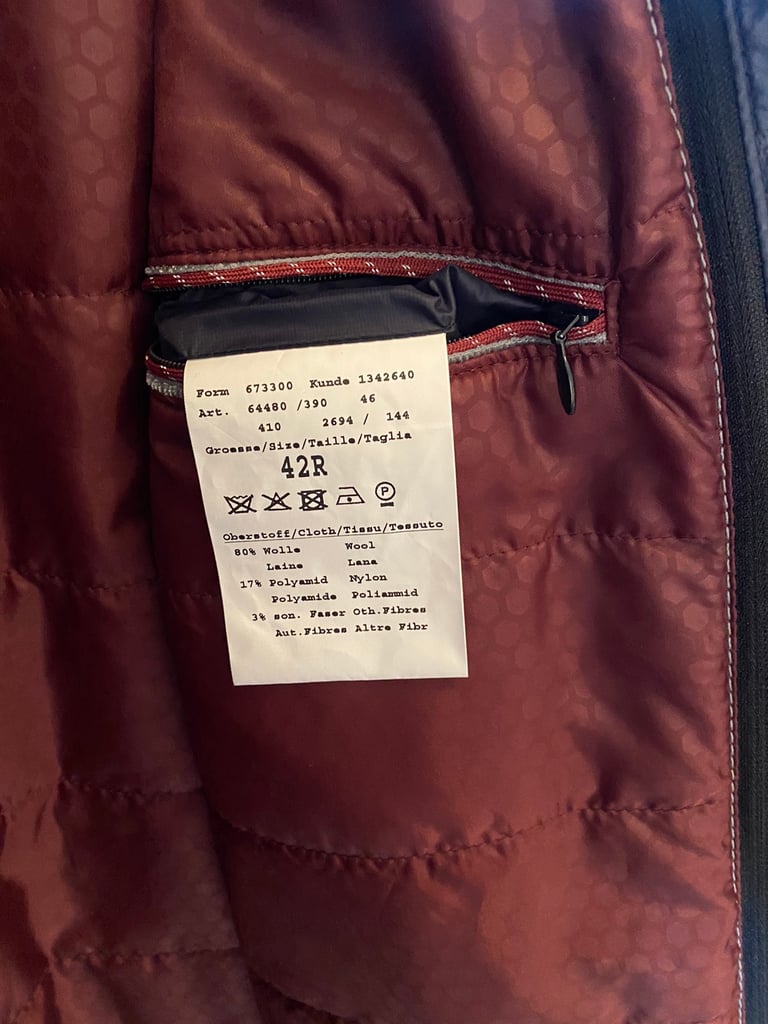 Form 673300 Kunde 1342640
Art. 64480 /390 46
410 2694 / 144
Groesse/Size/Taille/Taglia
42R
P
Oberstoff/Cloth/Tissu/Tessuto
80% Wolle Wool
Laine Lana
17% Polyamid Nylon
Polyamide Poliammid
3% son. Faser Oth.Fibres
Aut.Fibres Altre Fibr